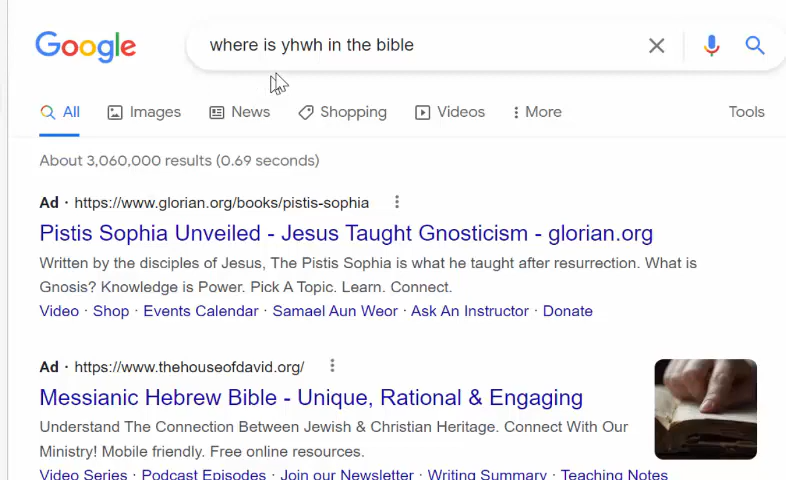 Google
where is yhwh in the bible
All Images News Shopping Videos More Tools
About 3,060,000 results (0.69 seconds)
Ad · https://www.glorian.org/books/pistis-sophia
Pistis Sophia Unveiled - Jesus Taught Gnosticism - glorian.org
Written by the disciples of Jesus, The Pistis Sophia is what he taught after resurrection. What is
Gnosis? Knowledge is Power. Pick A Topic. Learn. Connect.
Video · Shop · Events Calendar · Samael Aun Weor · Ask An Instructor · Donate
Ad · https://www.thehouseofdavid.org/
Messianic Hebrew Bible - Unique, Rational & Engaging
Understand The Connection Between Jewish & Christian Heritage. Connect With Our
Ministry! Mobile friendly. Free online resources.
Video Series · Podcast Episodes · Join our Newsletter · Writing Summary · Teaching Notes